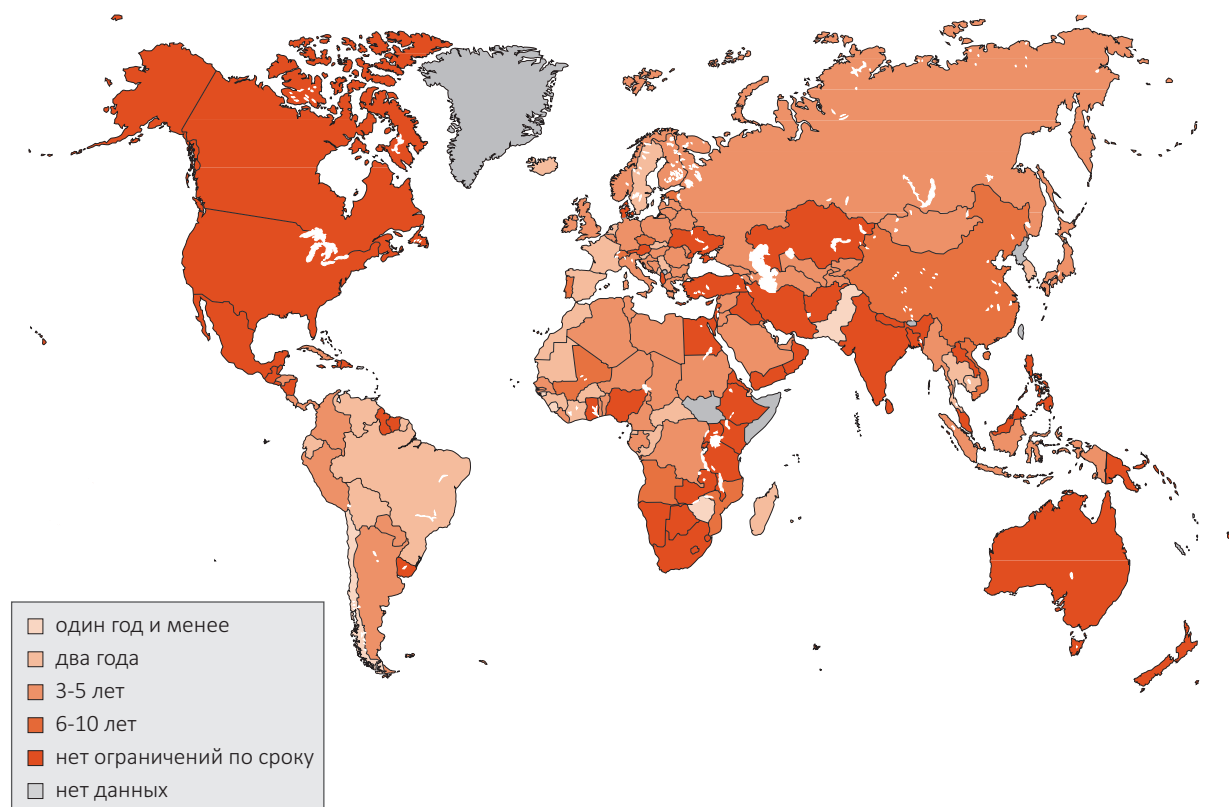 один год и менее
два года
3-5 лет
6-10 лет
нет ограничений по сроку
нет данных